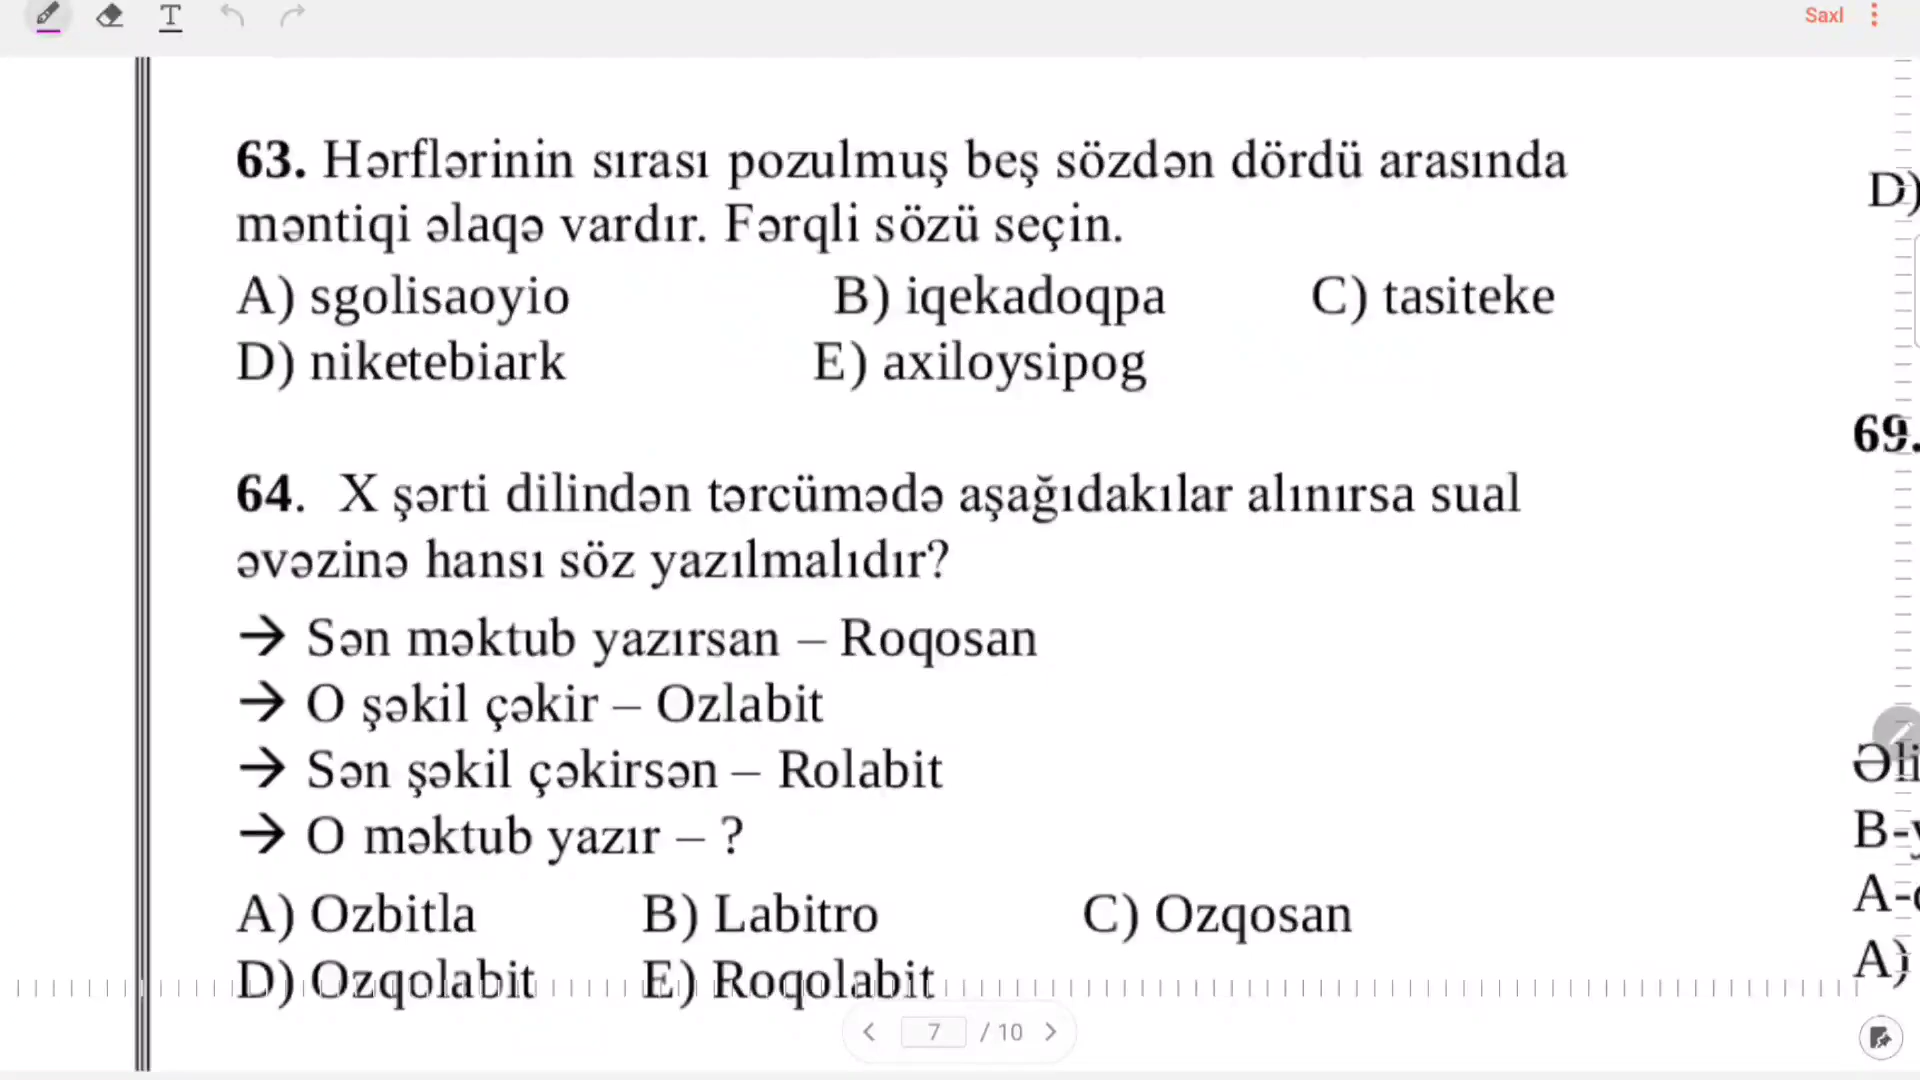 T Saxl
63. Hərflərinin sırası pozulmuş beş sözdən dördü arasında
məntiqi əlaqə vardır. Fərqli sözü seçin.
A) sgolisaoyio B) iqekadoqpa C) tasiteke
D) niketebiark E) axiloysipog
64. X şərti dilindən tərcümədə aşağıdakılar alınırsa sual
əvəzinə hansı söz yazılmalıdır?
→ Sən məktub yazırsan – Roqosan
→ O şəkil çəkir – Ozlabit
→ Sən şəkil çəkirsən – Rolabit
→ O məktub yazır – ?
A) Ozbitla B) Labitro C) Ozqosan
D) Ozqolabit E) Roqolabit
D)
69.
Əli
B-y
A-
A)
7 / 10